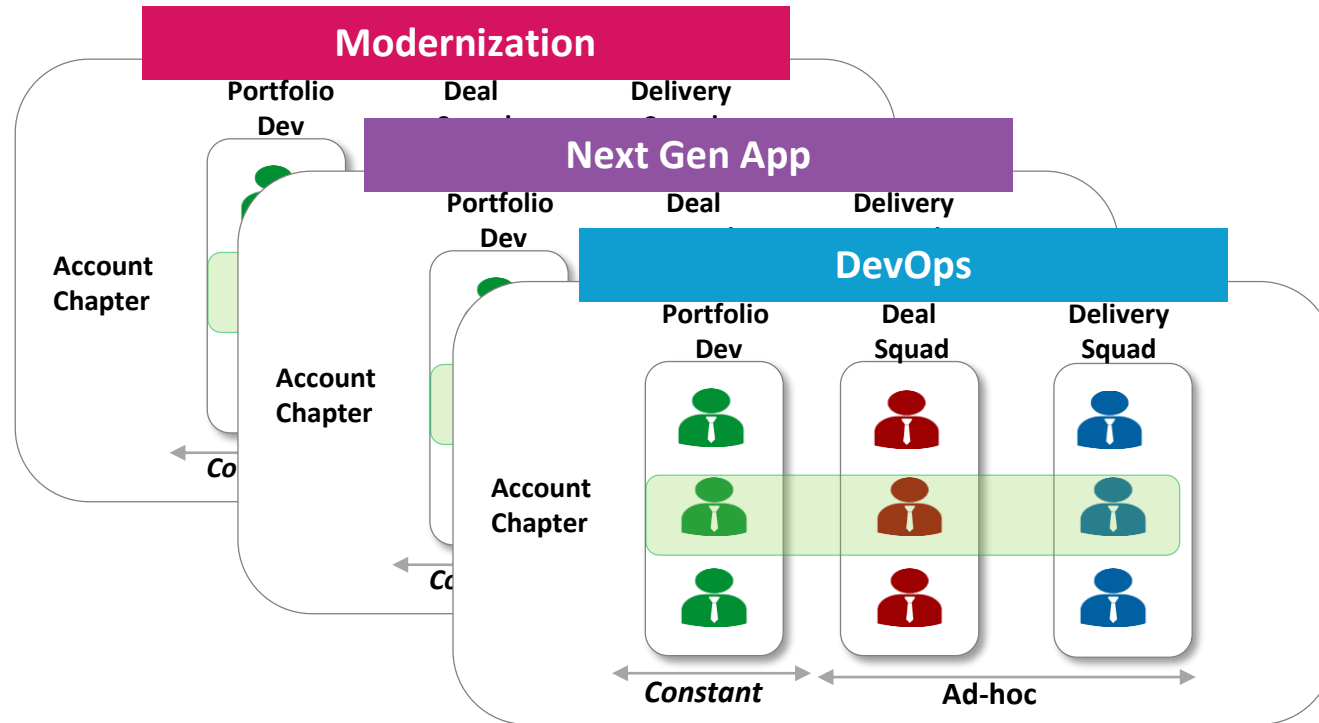 Modernization
Portfolio
Dev
Deal
Delivery
Account
Chapter
Next Gen App
Portfolio
Dev
Deal
Delivery
Account
Chapter
DevOps
Portfolio
Dev
Deal
Squad
Delivery
Squad
Account
Chapter
Constant
Ad-hoc